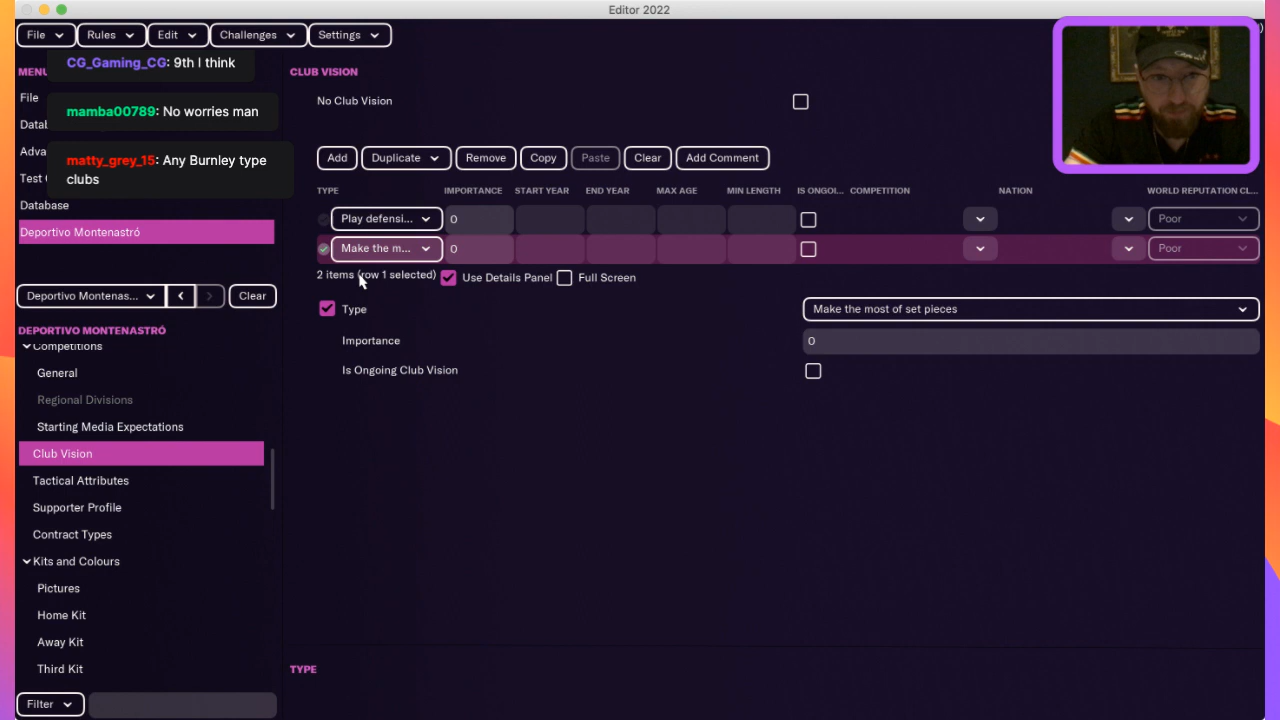 Editor 2022
File
Rules
Edit
Challenges
Settings
CG_Gaming_CG: 9th I think
mamba00789: No worries man
matty_grey_15: Any Burnley type
clubs
MENU
File
Datab
Adva
Test
Database
Deportivo Montenastró
Deportivo Montenas...
Clear
DEPORTIVO MONTENASTRÓ
Competitions
General
Regional Divisions
Starting Media Expectations
Club Vision
Tactical Attributes
Supporter Profile
Contract Types
Kits and Colours
Pictures
Home Kit
Away Kit
Third Kit
Filter
CLUB VISION
No Club Vision
Add
Duplicate
Remove
Copy
Paste
Clear
Add Comment
TYPE IMPORTANCE START YEAR END YEAR MAX AGE MIN LENGTH IS ONGOI... COMPETITION NATION WORLD REPUTATION CL...
Play defensi... 0 Poor
Make the m... 0 Poor
2 items (row 1 selected) Use Details Panel Full Screen
Type Make the most of set pieces
Importance 0
Is Ongoing Club Vision
TYPE